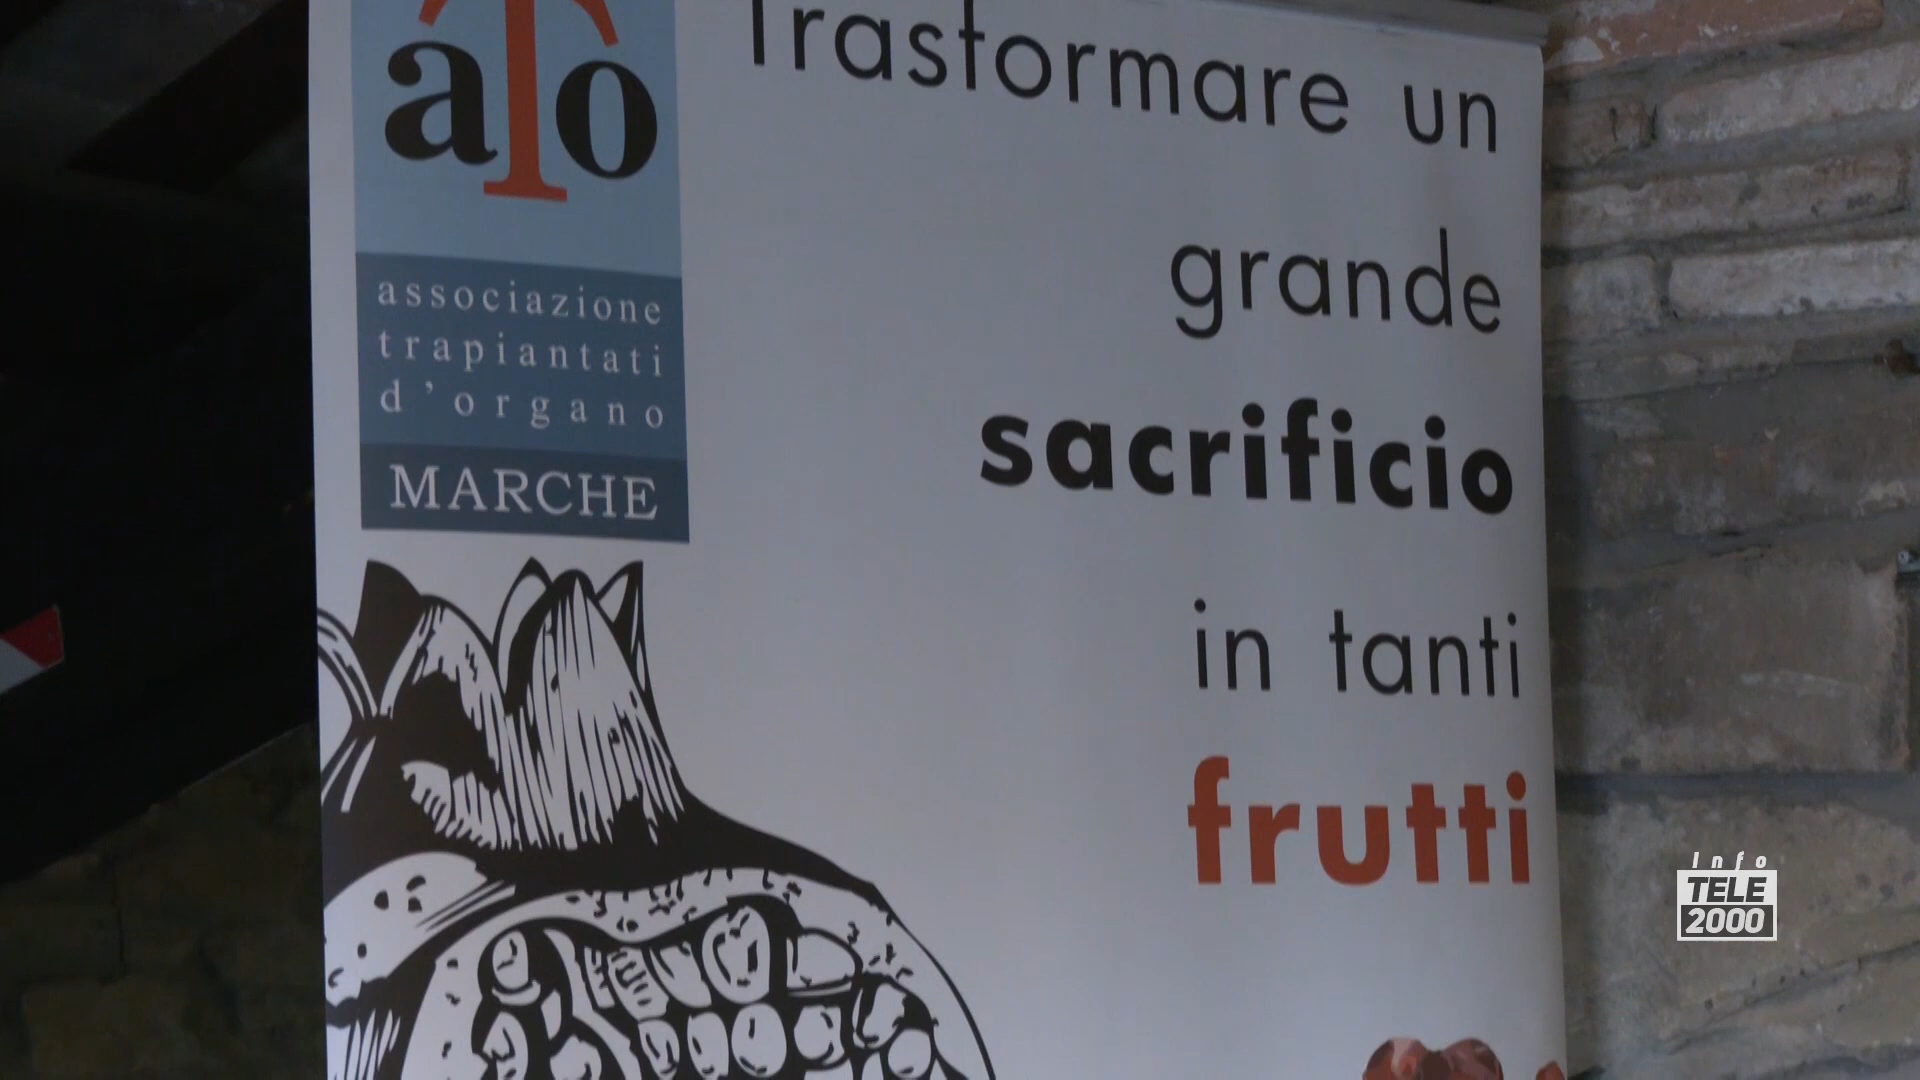 aTo
associazione
trapiantati
d'organo
MARCHE
Trasformare un
grande
sacrificio
in tanti
frutti
Info
TELE
2000